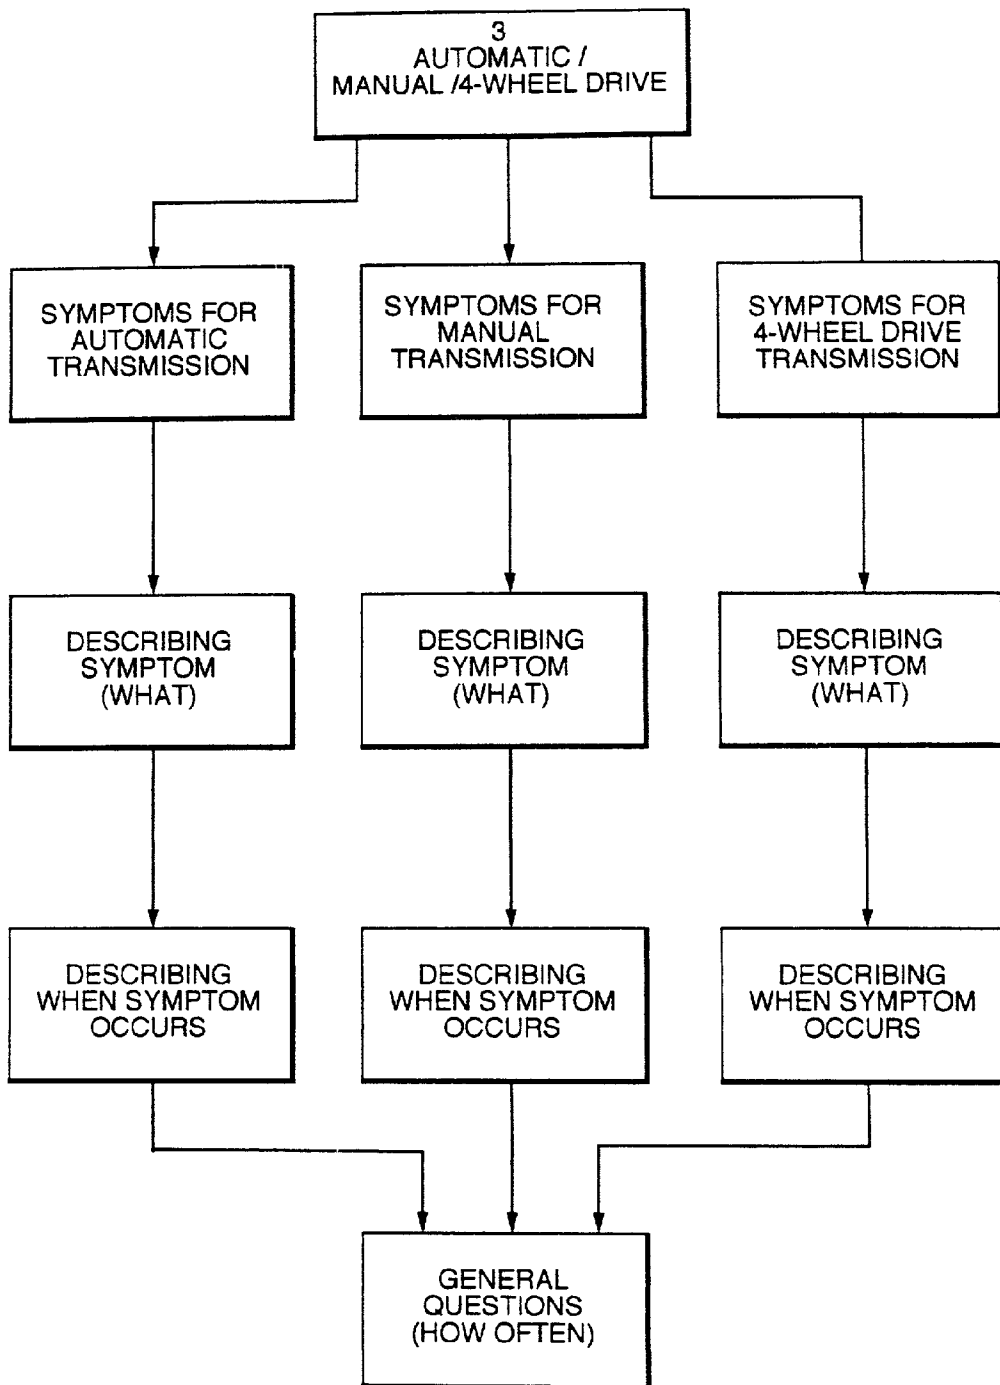 3
AUTOMATIC /
MANUAL /4-WHEEL DRIVE
SYMPTOMS FOR
AUTOMATIC
TRANSMISSION
SYMPTOMS FOR
MANUAL
TRANSMISSION
SYMPTOMS FOR
4-WHEEL DRIVE
TRANSMISSION
DESCRIBING
SYMPTOM
(WHAT)
DESCRIBING
SYMPTOM
(WHAT)
DESCRIBING
SYMPTOM
(WHAT)
DESCRIBING
WHEN SYMPTOM
OCCURS
DESCRIBING
WHEN SYMPTOM
OCCURS
DESCRIBING
WHEN SYMPTOM
OCCURS
GENERAL
QUESTIONS
(HOW OFTEN)